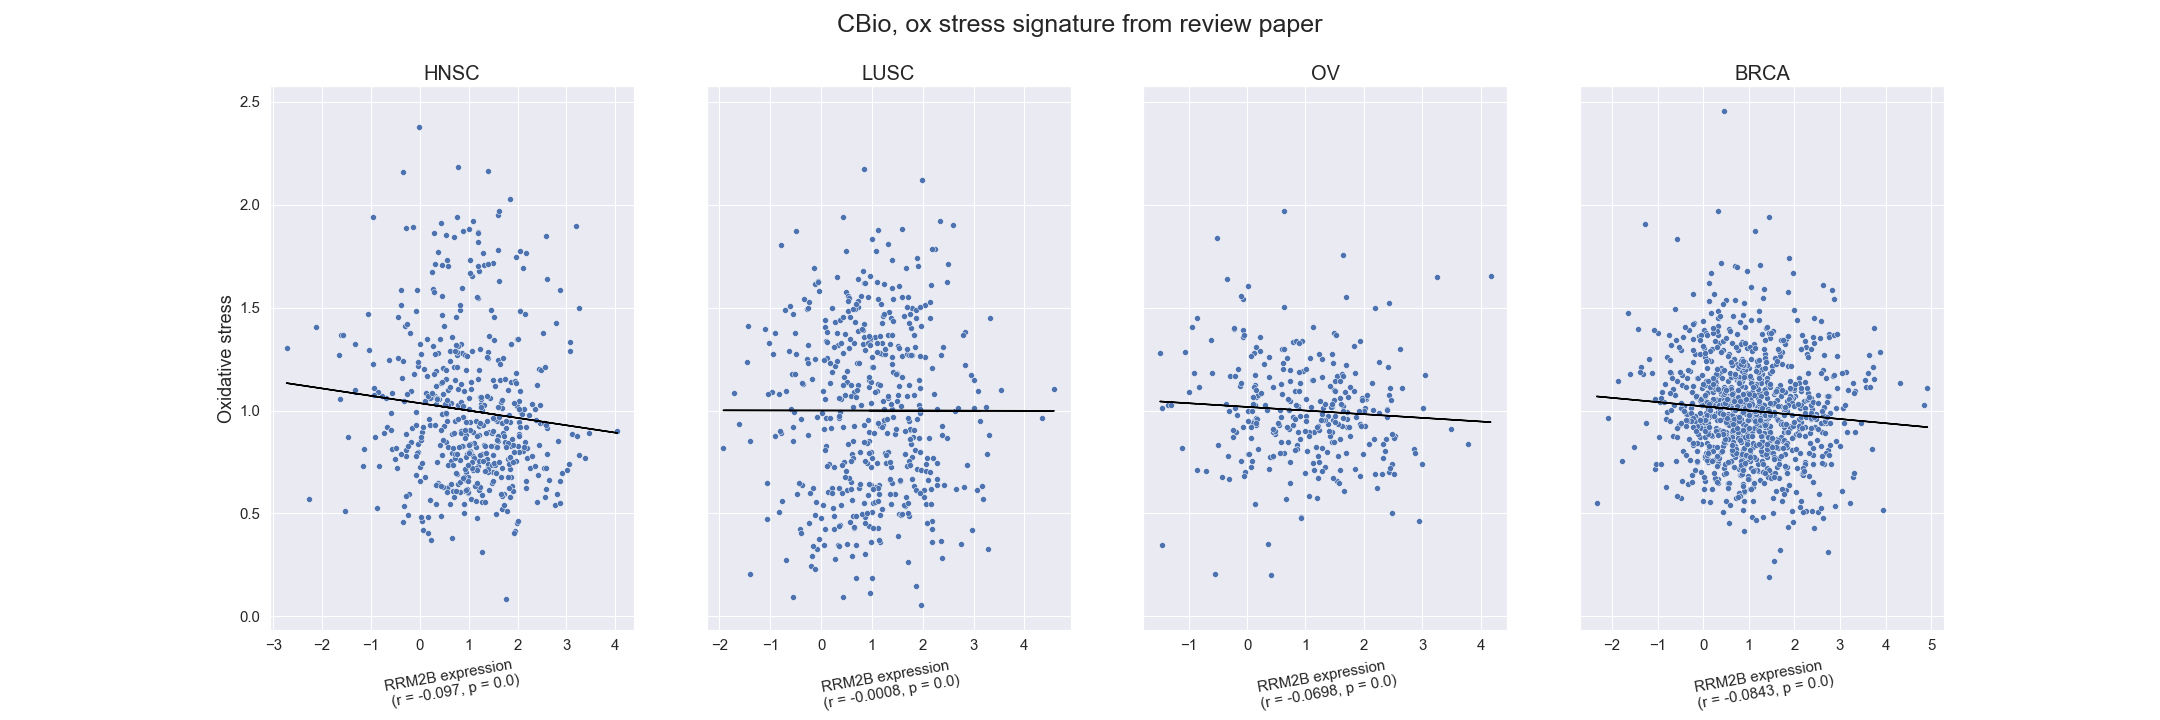 CBio, ox stress signature from review paper
HNSC
LUSC
OV
BRCA
Oxidative stress
2.5
2.0
1.5
1.0
0.5
0.0
−3 −2 −1 0 1 2 3 4
−2 −1 0 1 2 3 4
−1 0 1 2 3 4
−2 −1 0 1 2 3 4 5
RRM2B expression
(r = -0.097, p = 0.0)
RRM2B expression
(r = -0.0008, p = 0.0)
RRM2B expression
(r = -0.0698, p = 0.0)
RRM2B expression
(r = -0.0843, p = 0.0)